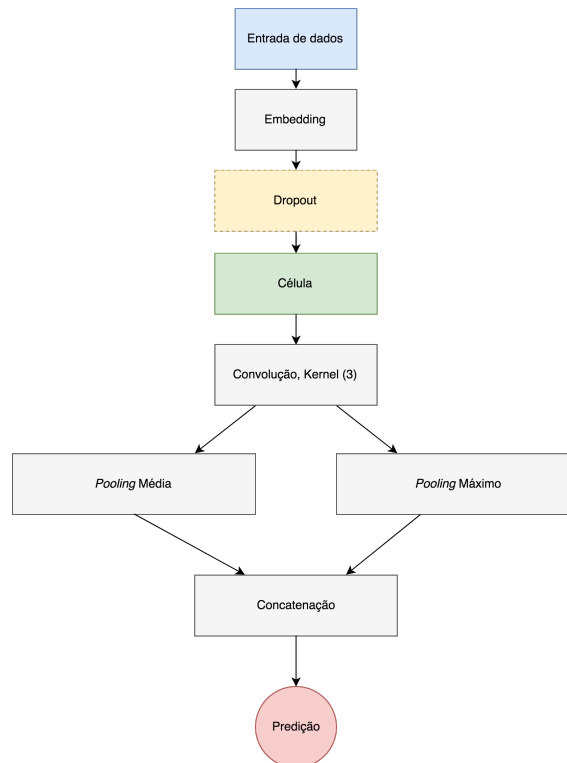 Entrada de dados
Embedding
Dropout
Célula
Convolução, Kernel (3)
Pooling Média
Pooling Máximo
Concatenação
Predição